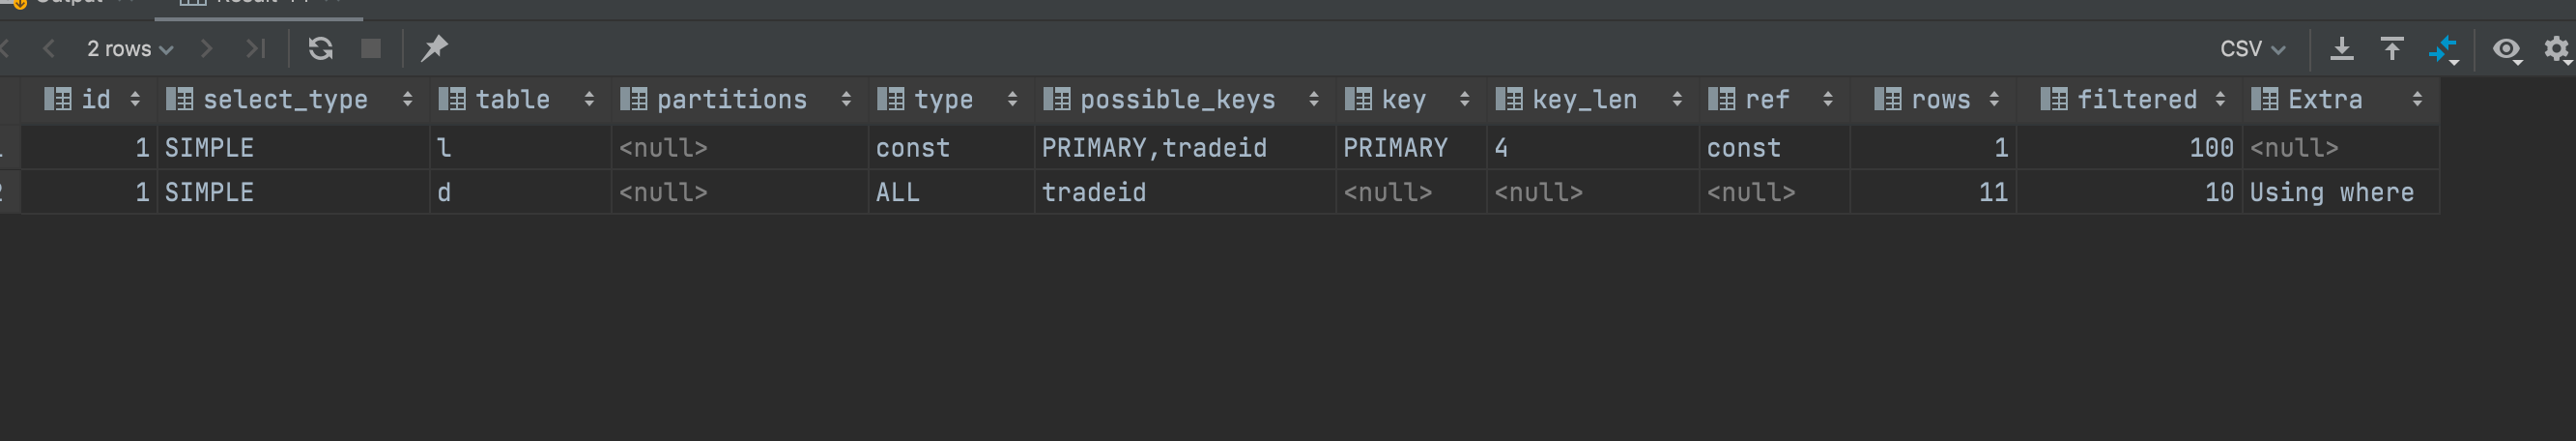 Output
2 rows CSV
id select_type table partitions type possible_keys key key_len ref rows filtered Extra
1 SIMPLE l <null> const PRIMARY,tradeid PRIMARY 4 const 1 100 <null>
1 SIMPLE d <null> ALL tradeid <null> <null> <null> 11 10 Using where